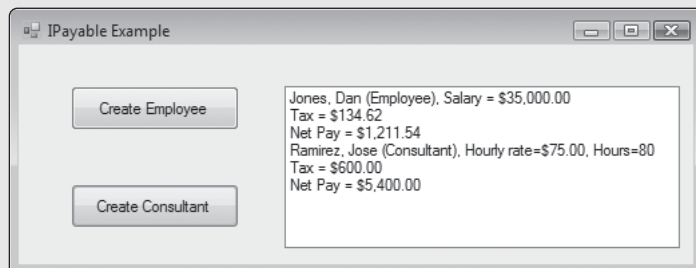 IPayable Example
Create Employee
Create Consultant
Jones, Dan (Employee), Salary = $35,000.00
Tax = $134.62
Net Pay = $1,211.54
Ramirez, Jose (Consultant), Hourly rate=$75.00, Hours=80
Tax = $600.00
Net Pay = $5,400.00